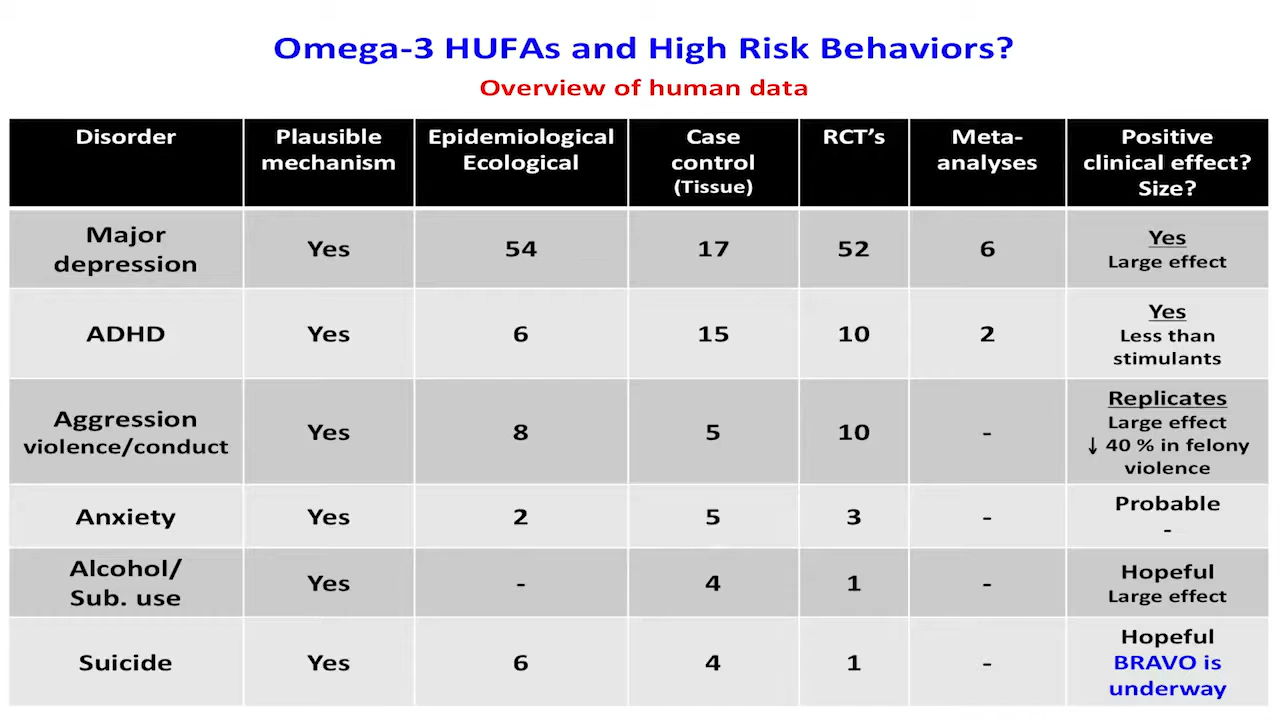 Omega-3 HUFAs and High Risk Behaviors?
Overview of human data
Disorder
Plausible
mechanism
Epidemiological
Ecological
Case
control
(Tissue)
RCT's
Meta-
analyses
Positive
clinical effect?
Size?
Major
depression
Yes
54
17
52
6
Yes
Large effect
ADHD
Yes
6
15
10
2
Yes
Less than
stimulants
Aggression
violence/conduct
Yes
8
5
10
-
Replicates
Large effect
↓ 40 % in felony
violence
Anxiety
Yes
2
5
3
-
Probable
-
Alcohol/
Sub. use
Yes
-
4
1
-
Hopeful
Large effect
Suicide
Yes
6
4
1
-
Hopeful
BRAVO is
underway